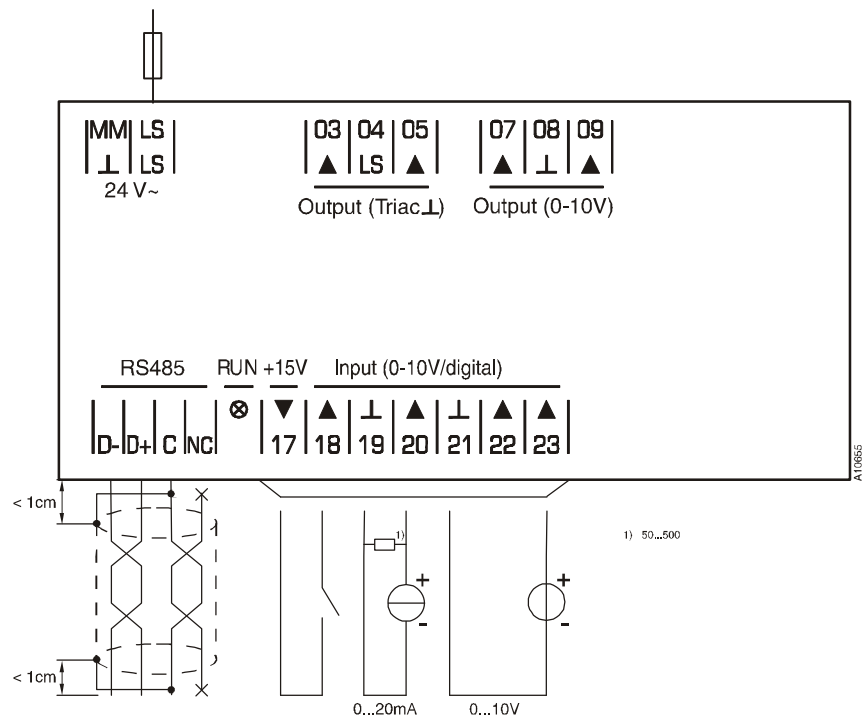 MM LS 03 04 05 07 08 09
⊥ LS ▲ LS ▲ ▲ ⊥ ▲
24 V~
Output (Triac⊥) Output (0-10V)
RS485 RUN +15V Input (0-10V/digital)
⊗ ▼ ▲ ⊥ ▲ ⊥ ▲ ▲
D- D+ C NC 17 18 19 20 21 22 23
A10655
< 1cm
1)
1) 50...500
+ +
- -
< 1cm
0...20mA 0...10V